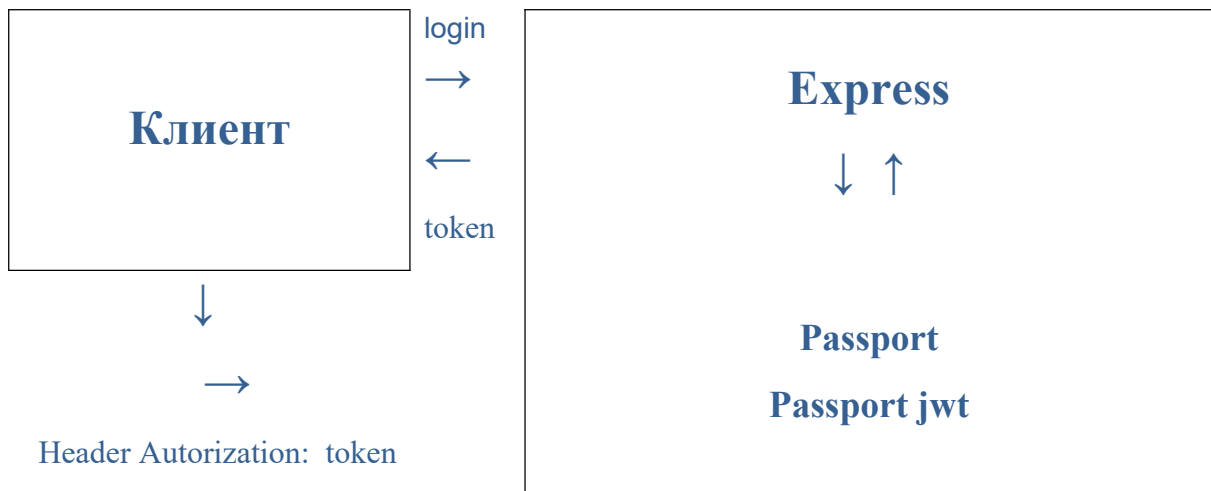 login
Клиент
token
Header Autorization: token
Express
Passport
Passport jwt